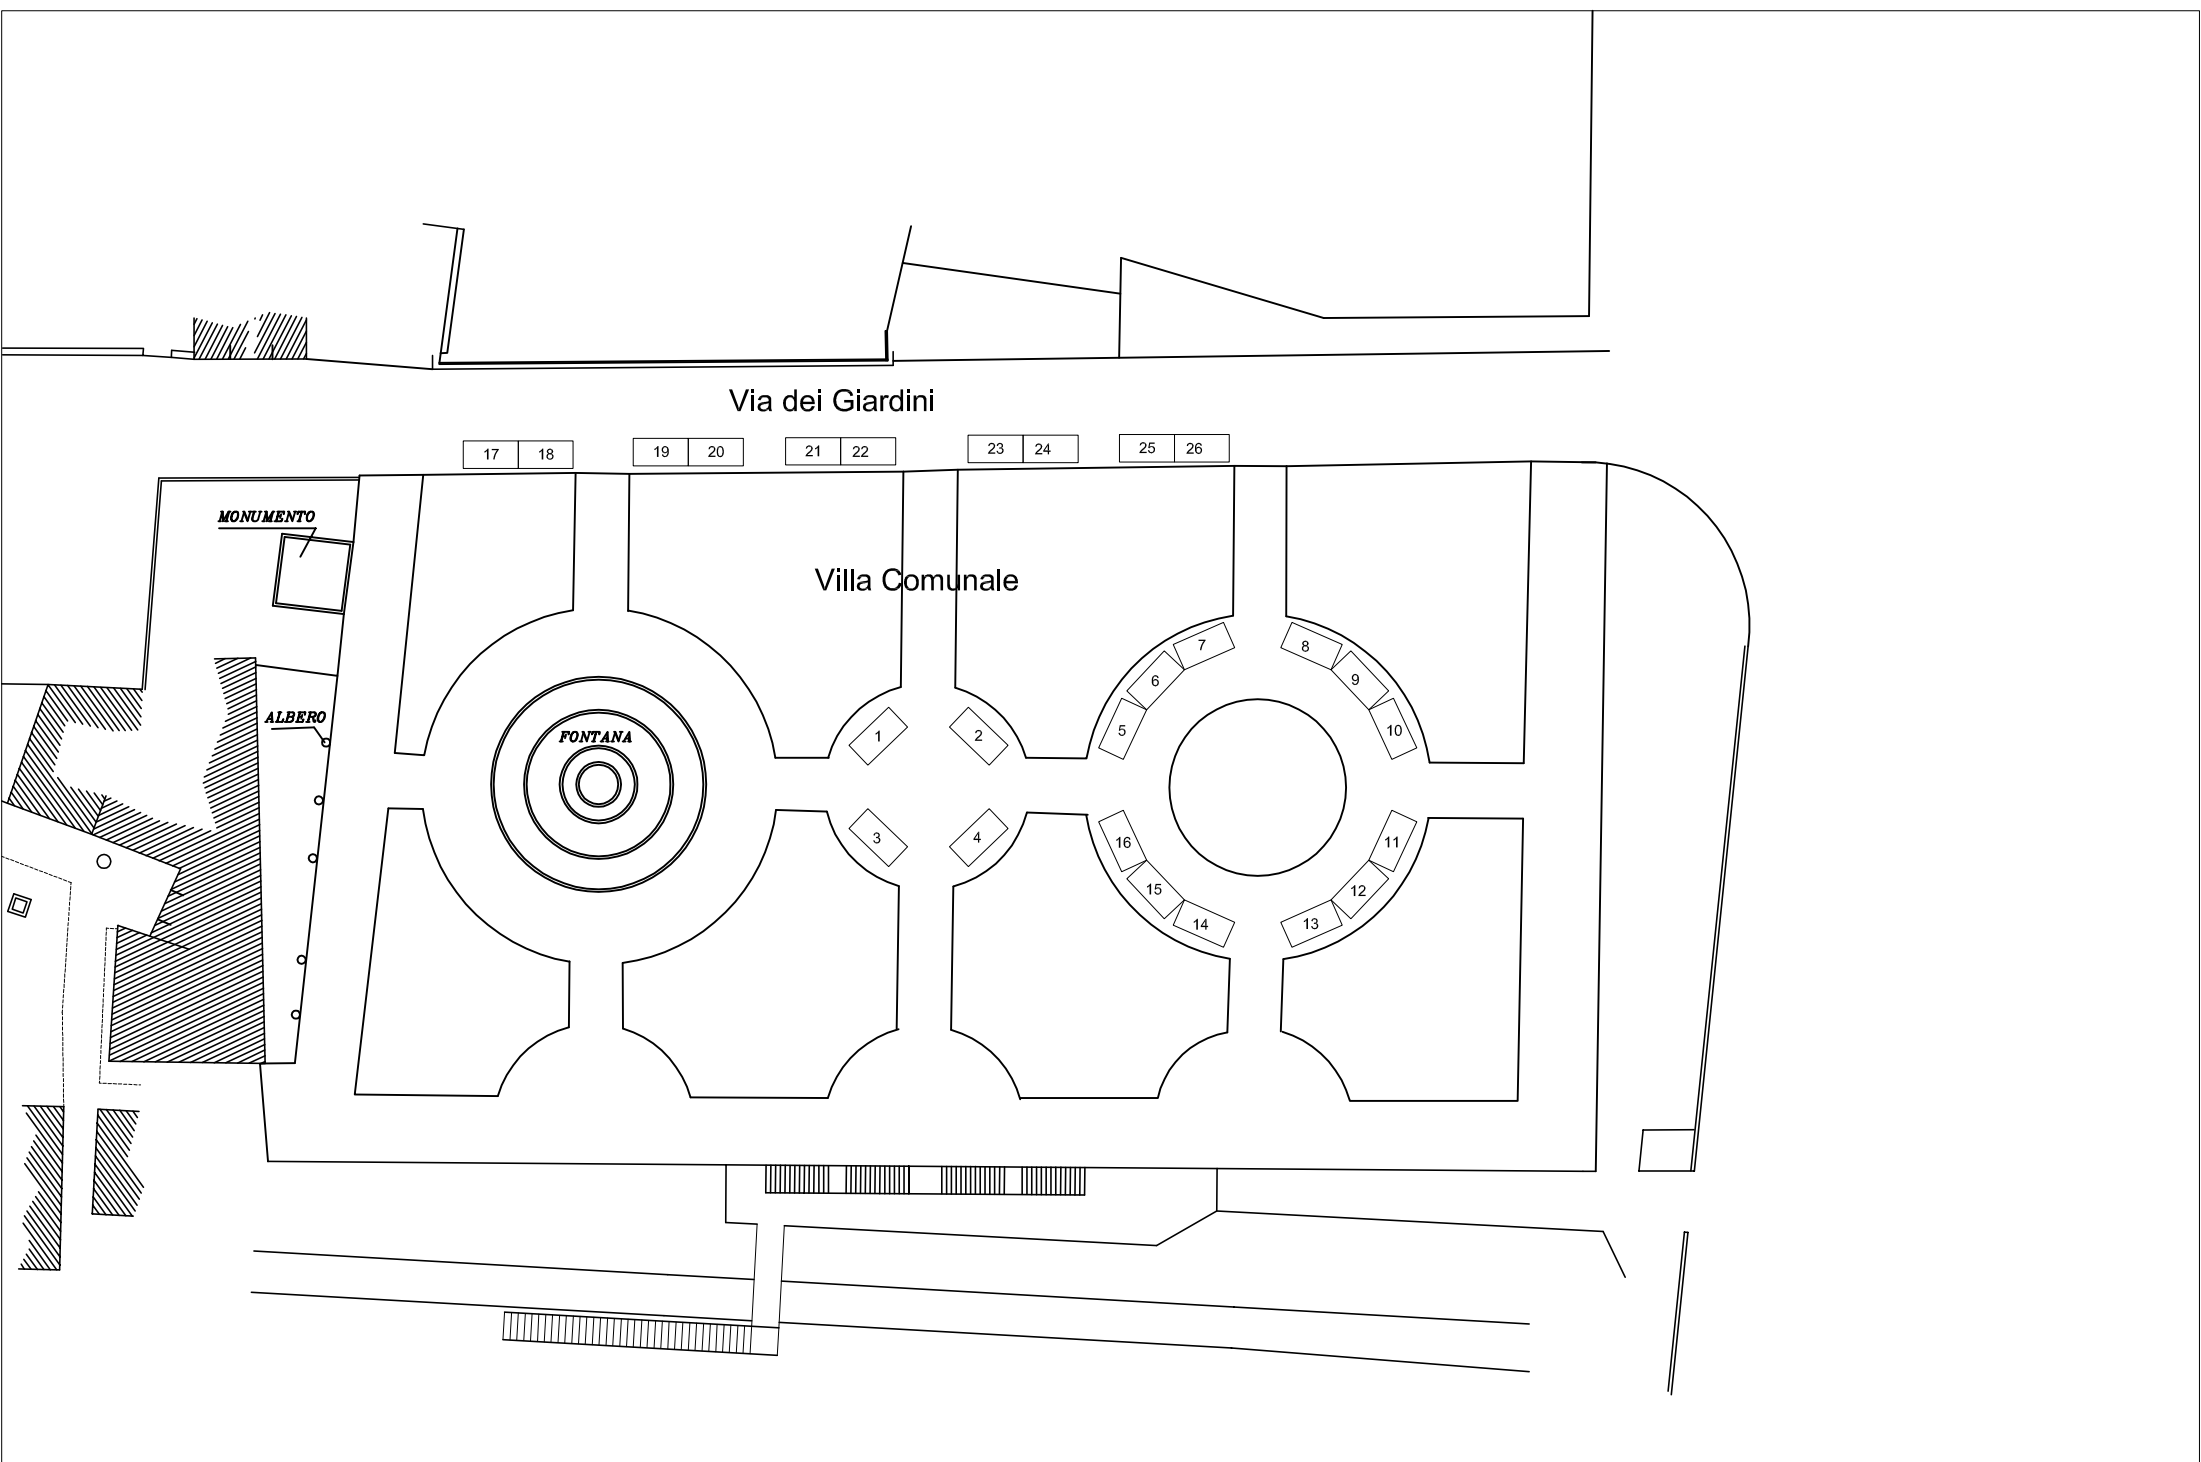 Via dei Giardini
17 18 19 20 21 22 23 24 25 26
MONUMENTO
Villa Comunale
7 8
6 9
ALBERO
FONTANA
1 2 5 10
3 4 16 11
15 12
14 13